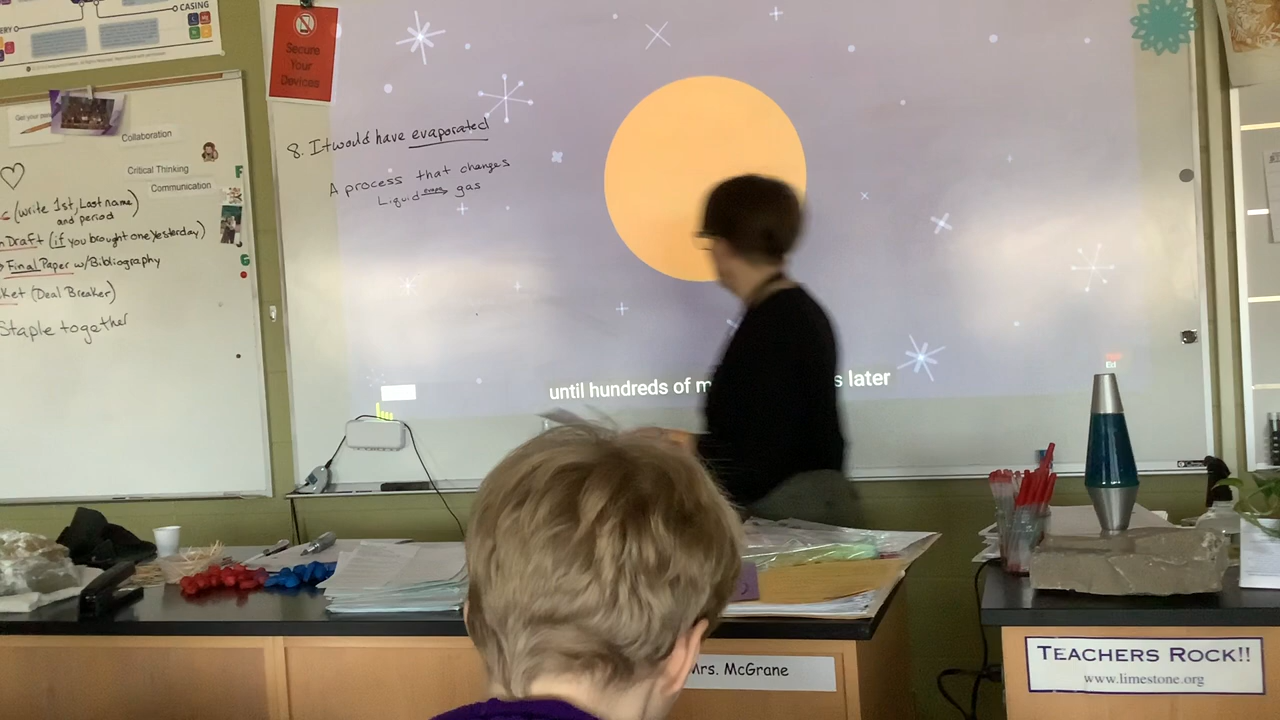 CASING
Secure
Your
Devices
Collaboration
Critical Thinking
Communication
(write 1st, Last name)
and period
Draft (if you brought one yesterday)
Final Paper w/Bibliography
(Deal Breaker)
Staple together
F
G
8. It would have evaporated
A process that changes
Liquid → gas
until hundreds of
later
Mrs. McGrane
TEACHERS ROCK!!
www.limestone.org